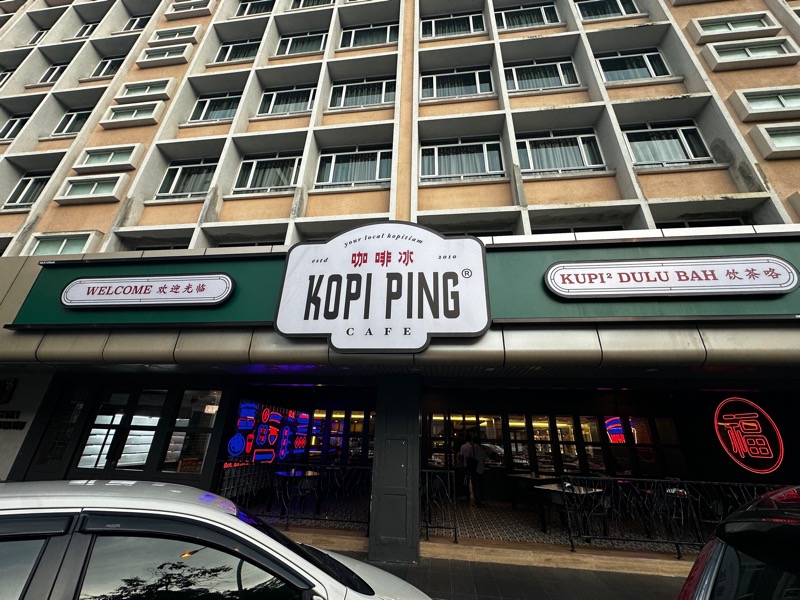 your local kopitiam
estd 2010
咖啡冰
KOPI PING®
CAFE
WELCOME 欢迎光临
KUPI² DULU BAH 饮茶咯
福